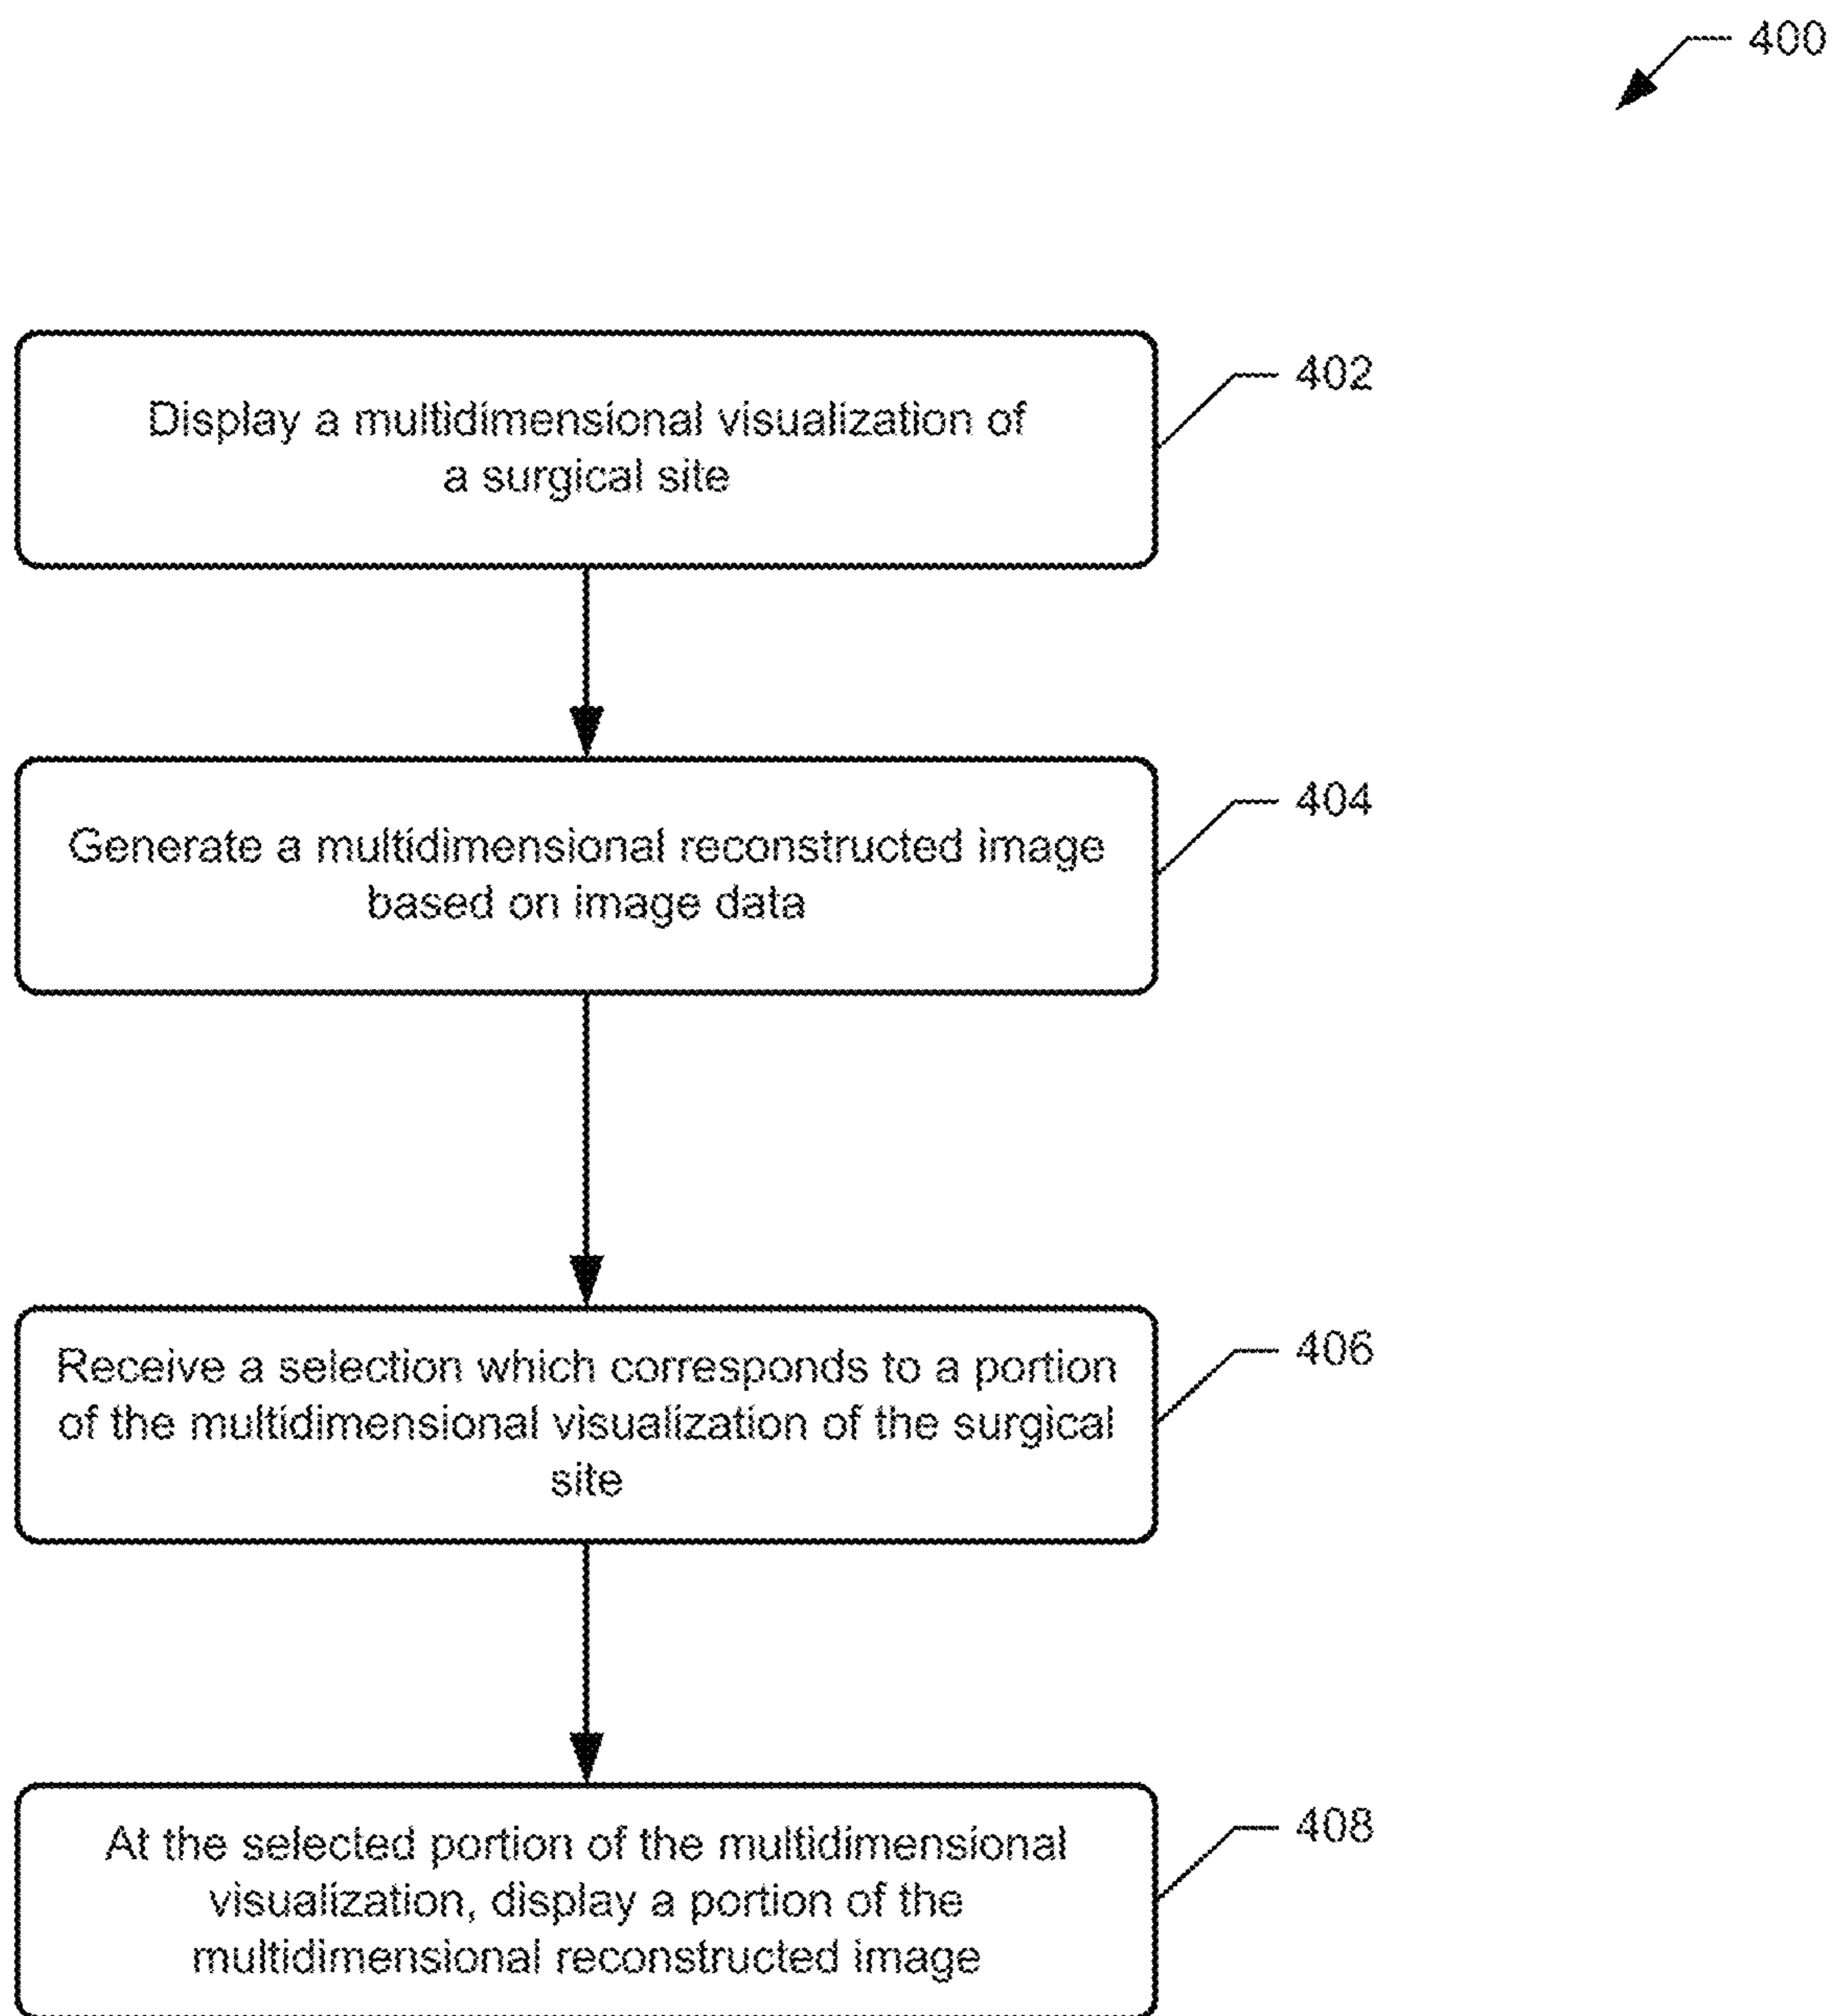 400
Display a multidimensional visualization of
a surgical site
402
Generate a multidimensional reconstructed image
based on image data
404
Receive a selection which corresponds to a portion
of the multidimensional visualization of the surgical
site
406
At the selected portion of the multidimensional
visualization, display a portion of the
multidimensional reconstructed image
408